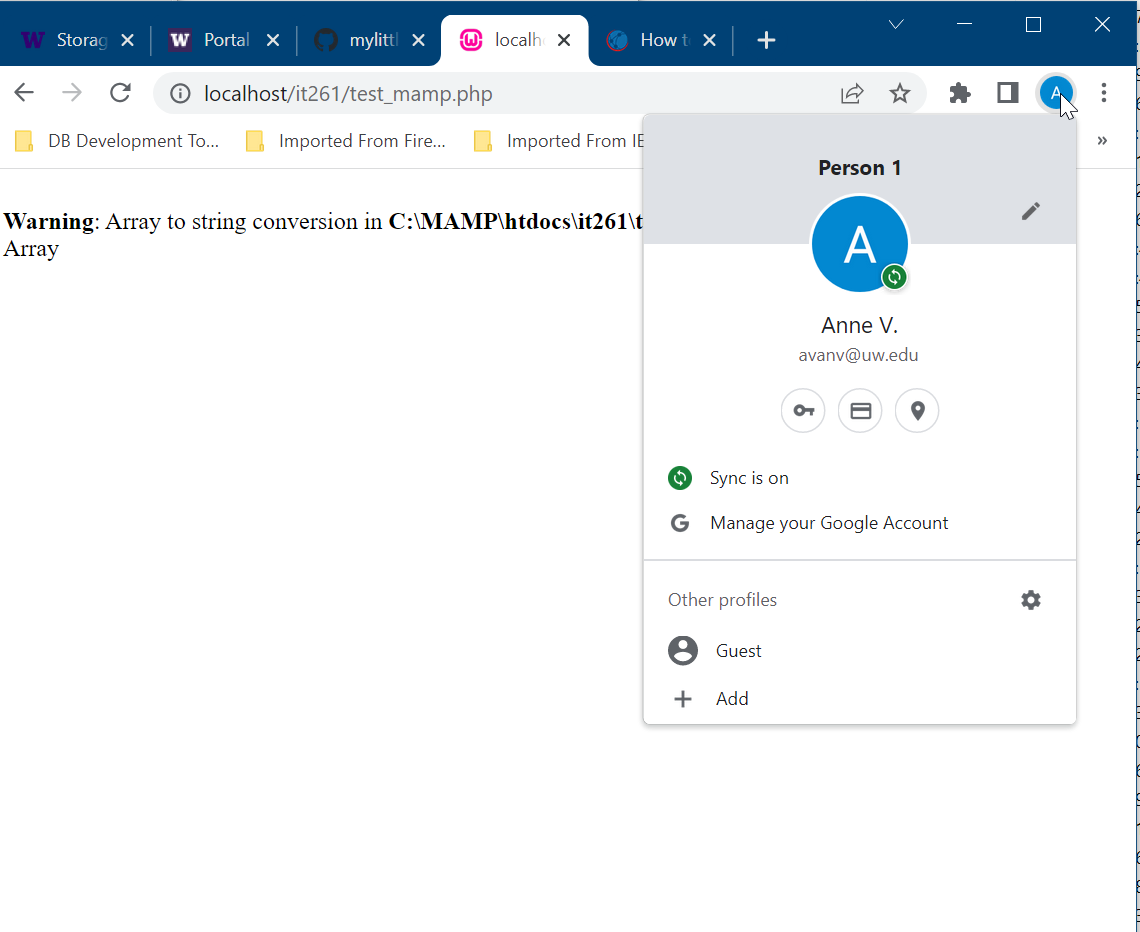 Storag Portal mylittl localho How to
localhost/it261/test_mamp.php A
DB Development To... Imported From Fire... Imported From IE »
Person 1
Warning: Array to string conversion in C:\MAMP\htdocs\it261\t
Array
A
Anne V.
avanv@uw.edu
Sync is on
G Manage your Google Account
Other profiles
Guest
Add